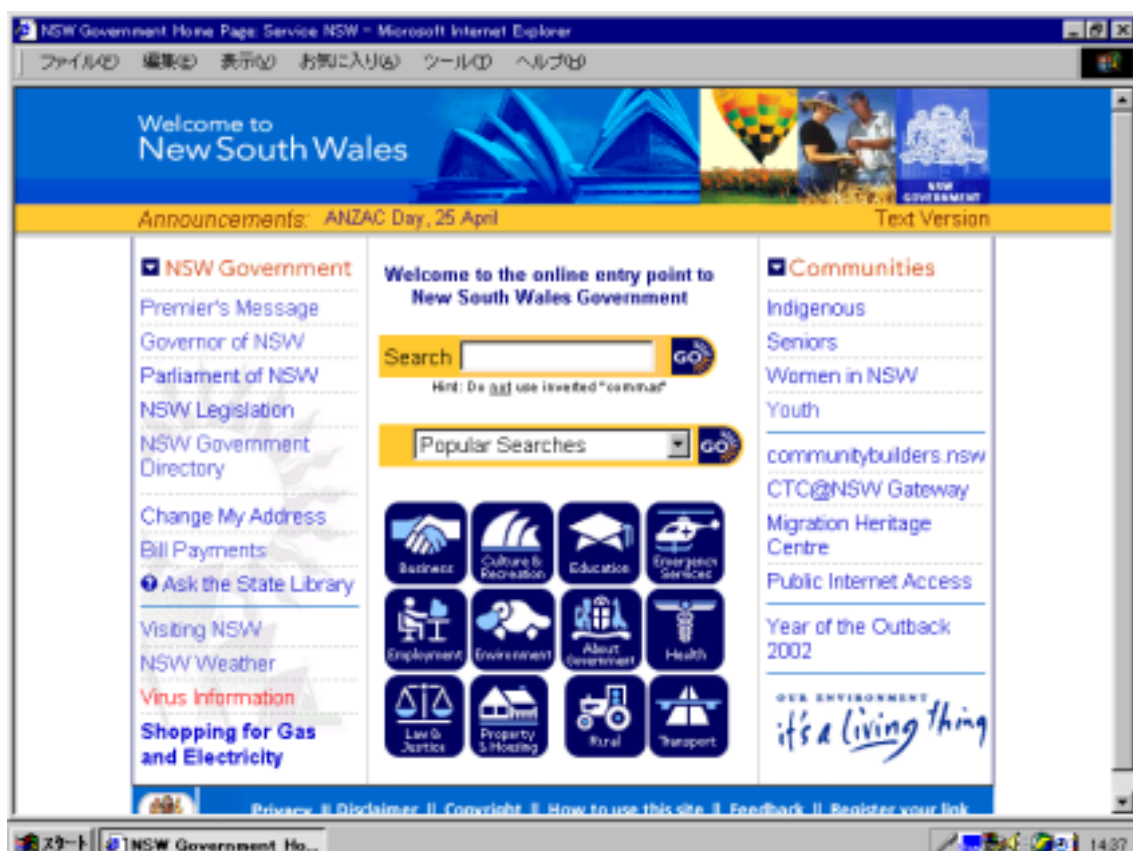 NSW Government Home Page: Service NSW - Microsoft Internet Explorer
ファイル(F) 編集(E) 表示(V) お気に入り(A) ツール(T) ヘルプ(H)
Welcome to
New South Wales
NSW
GOVERNMENT
Announcements: ANZAC Day, 25 April
Text Version
NSW Government
Premier's Message
Governor of NSW
Parliament of NSW
NSW Legislation
NSW Government
Directory
Change My Address
Bill Payments
Ask the State Library
Visiting NSW
NSW Weather
Virus Information
Shopping for Gas
and Electricity
Welcome to the online entry point to
New South Wales Government
Search
GO
Hint: Do not use inverted "commas"
Popular Searches
GO
Business
Culture &
Recreation
Education
Emergency
Services
Employment
Environment
About
Government
Health
Law &
Justice
Property
& Housing
Rural
Transport
Communities
Indigenous
Seniors
Women in NSW
Youth
communitybuilders.nsw
CTC@NSW Gateway
Migration Heritage
Centre
Public Internet Access
Year of the Outback
2002
OUR ENVIRONMENT
it's a living thing
Privacy || Disclaimer || Copyright || How to use this site || Feedback || Register your link
スタート
NSW Government Ho...
14:37